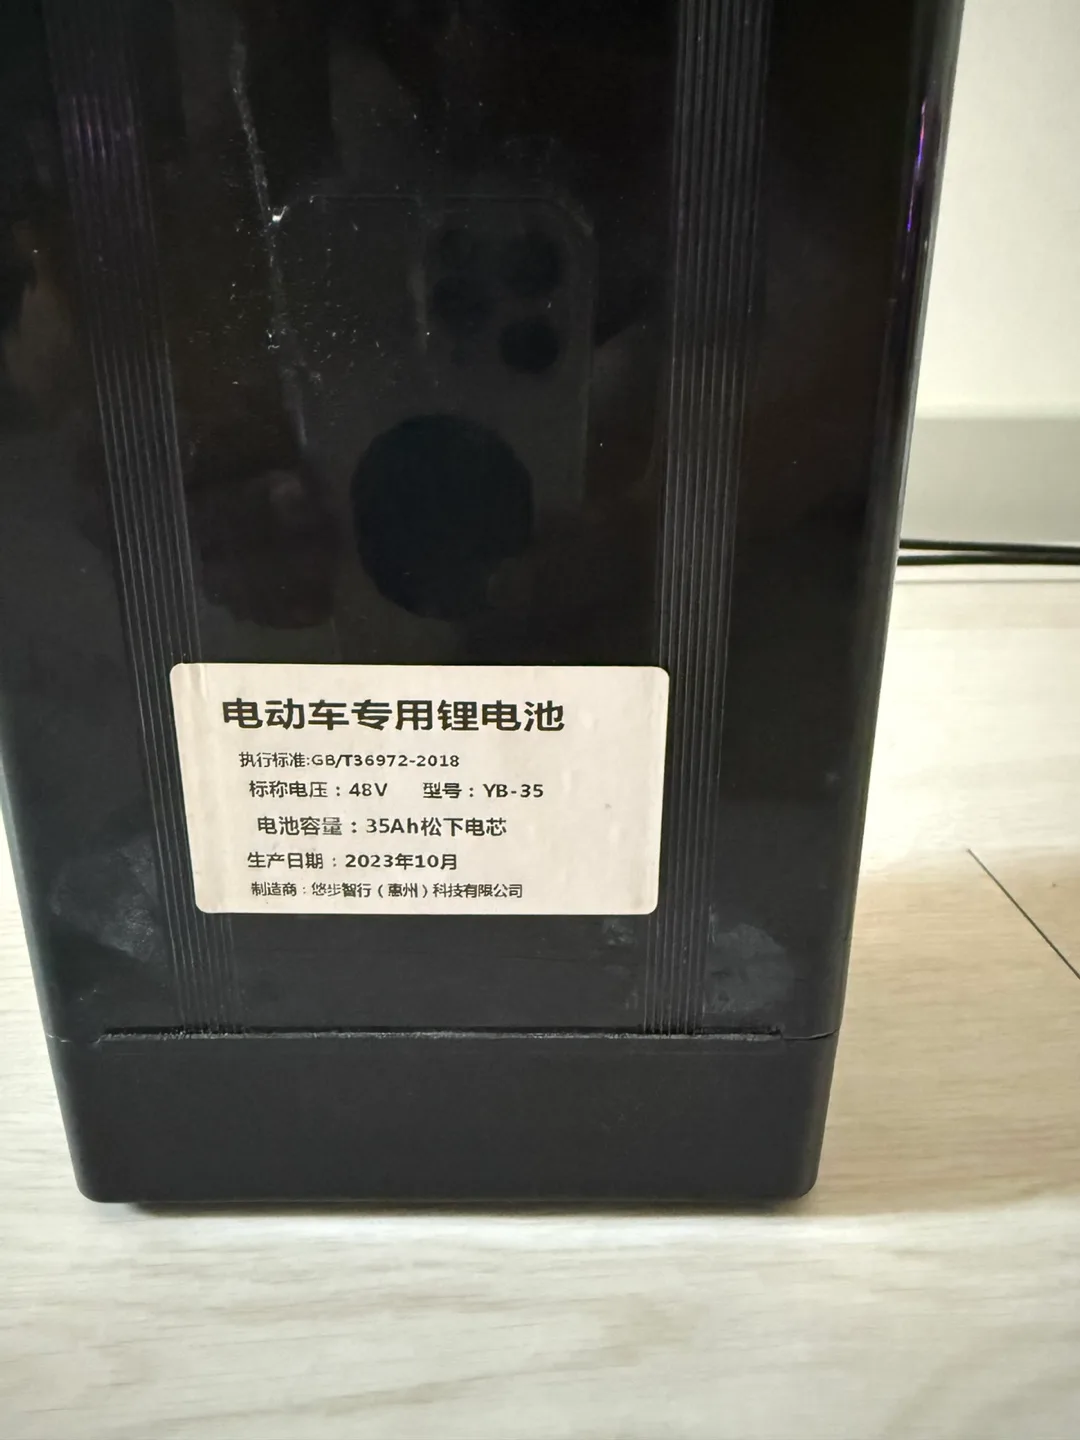 电动车专用锂电池
执行标准:GB/T36972-2018
标称电压：48V 型号：YB-35
电池容量：35Ah松下电芯
生产日期：2023年10月
制造商：悠步智行（惠州）科技有限公司